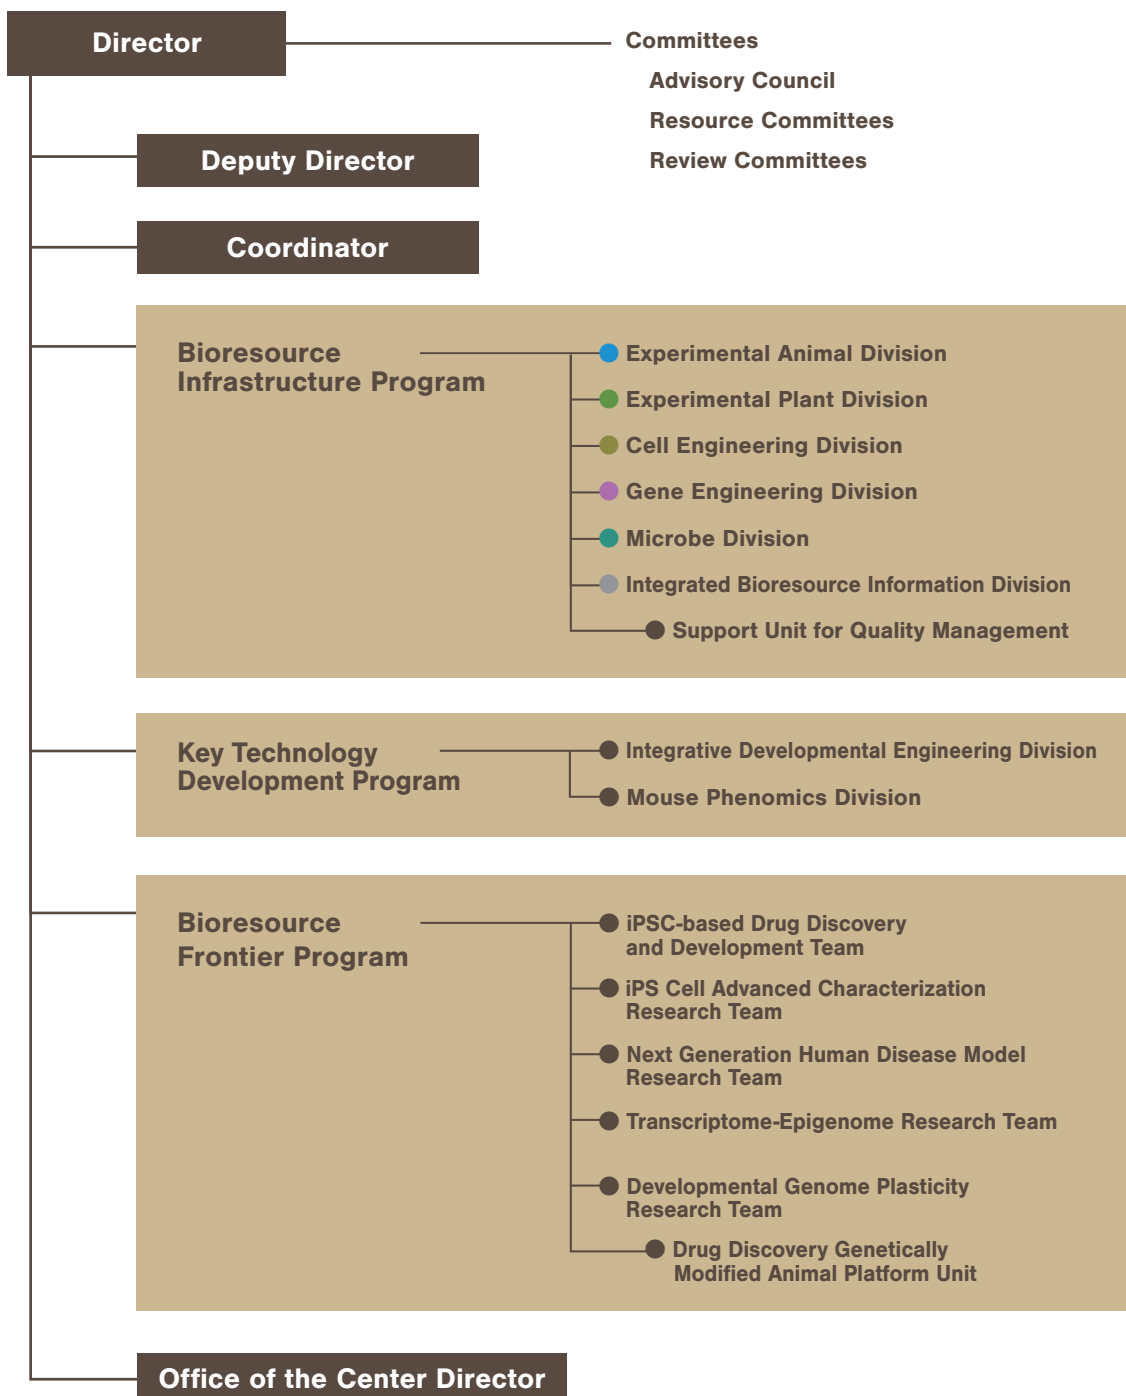 Director
Committees
Advisory Council
Resource Committees
Review Committees
Deputy Director
Coordinator
Bioresource
Infrastructure Program
Experimental Animal Division
Experimental Plant Division
Cell Engineering Division
Gene Engineering Division
Microbe Division
Integrated Bioresource Information Division
Support Unit for Quality Management
Key Technology
Development Program
Integrative Developmental Engineering Division
Mouse Phenomics Division
Bioresource
Frontier Program
iPSC-based Drug Discovery
and Development Team
iPS Cell Advanced Characterization
Research Team
Next Generation Human Disease Model
Research Team
Transcriptome-Epigenome Research Team
Developmental Genome Plasticity
Research Team
Drug Discovery Genetically
Modified Animal Platform Unit
Office of the Center Director